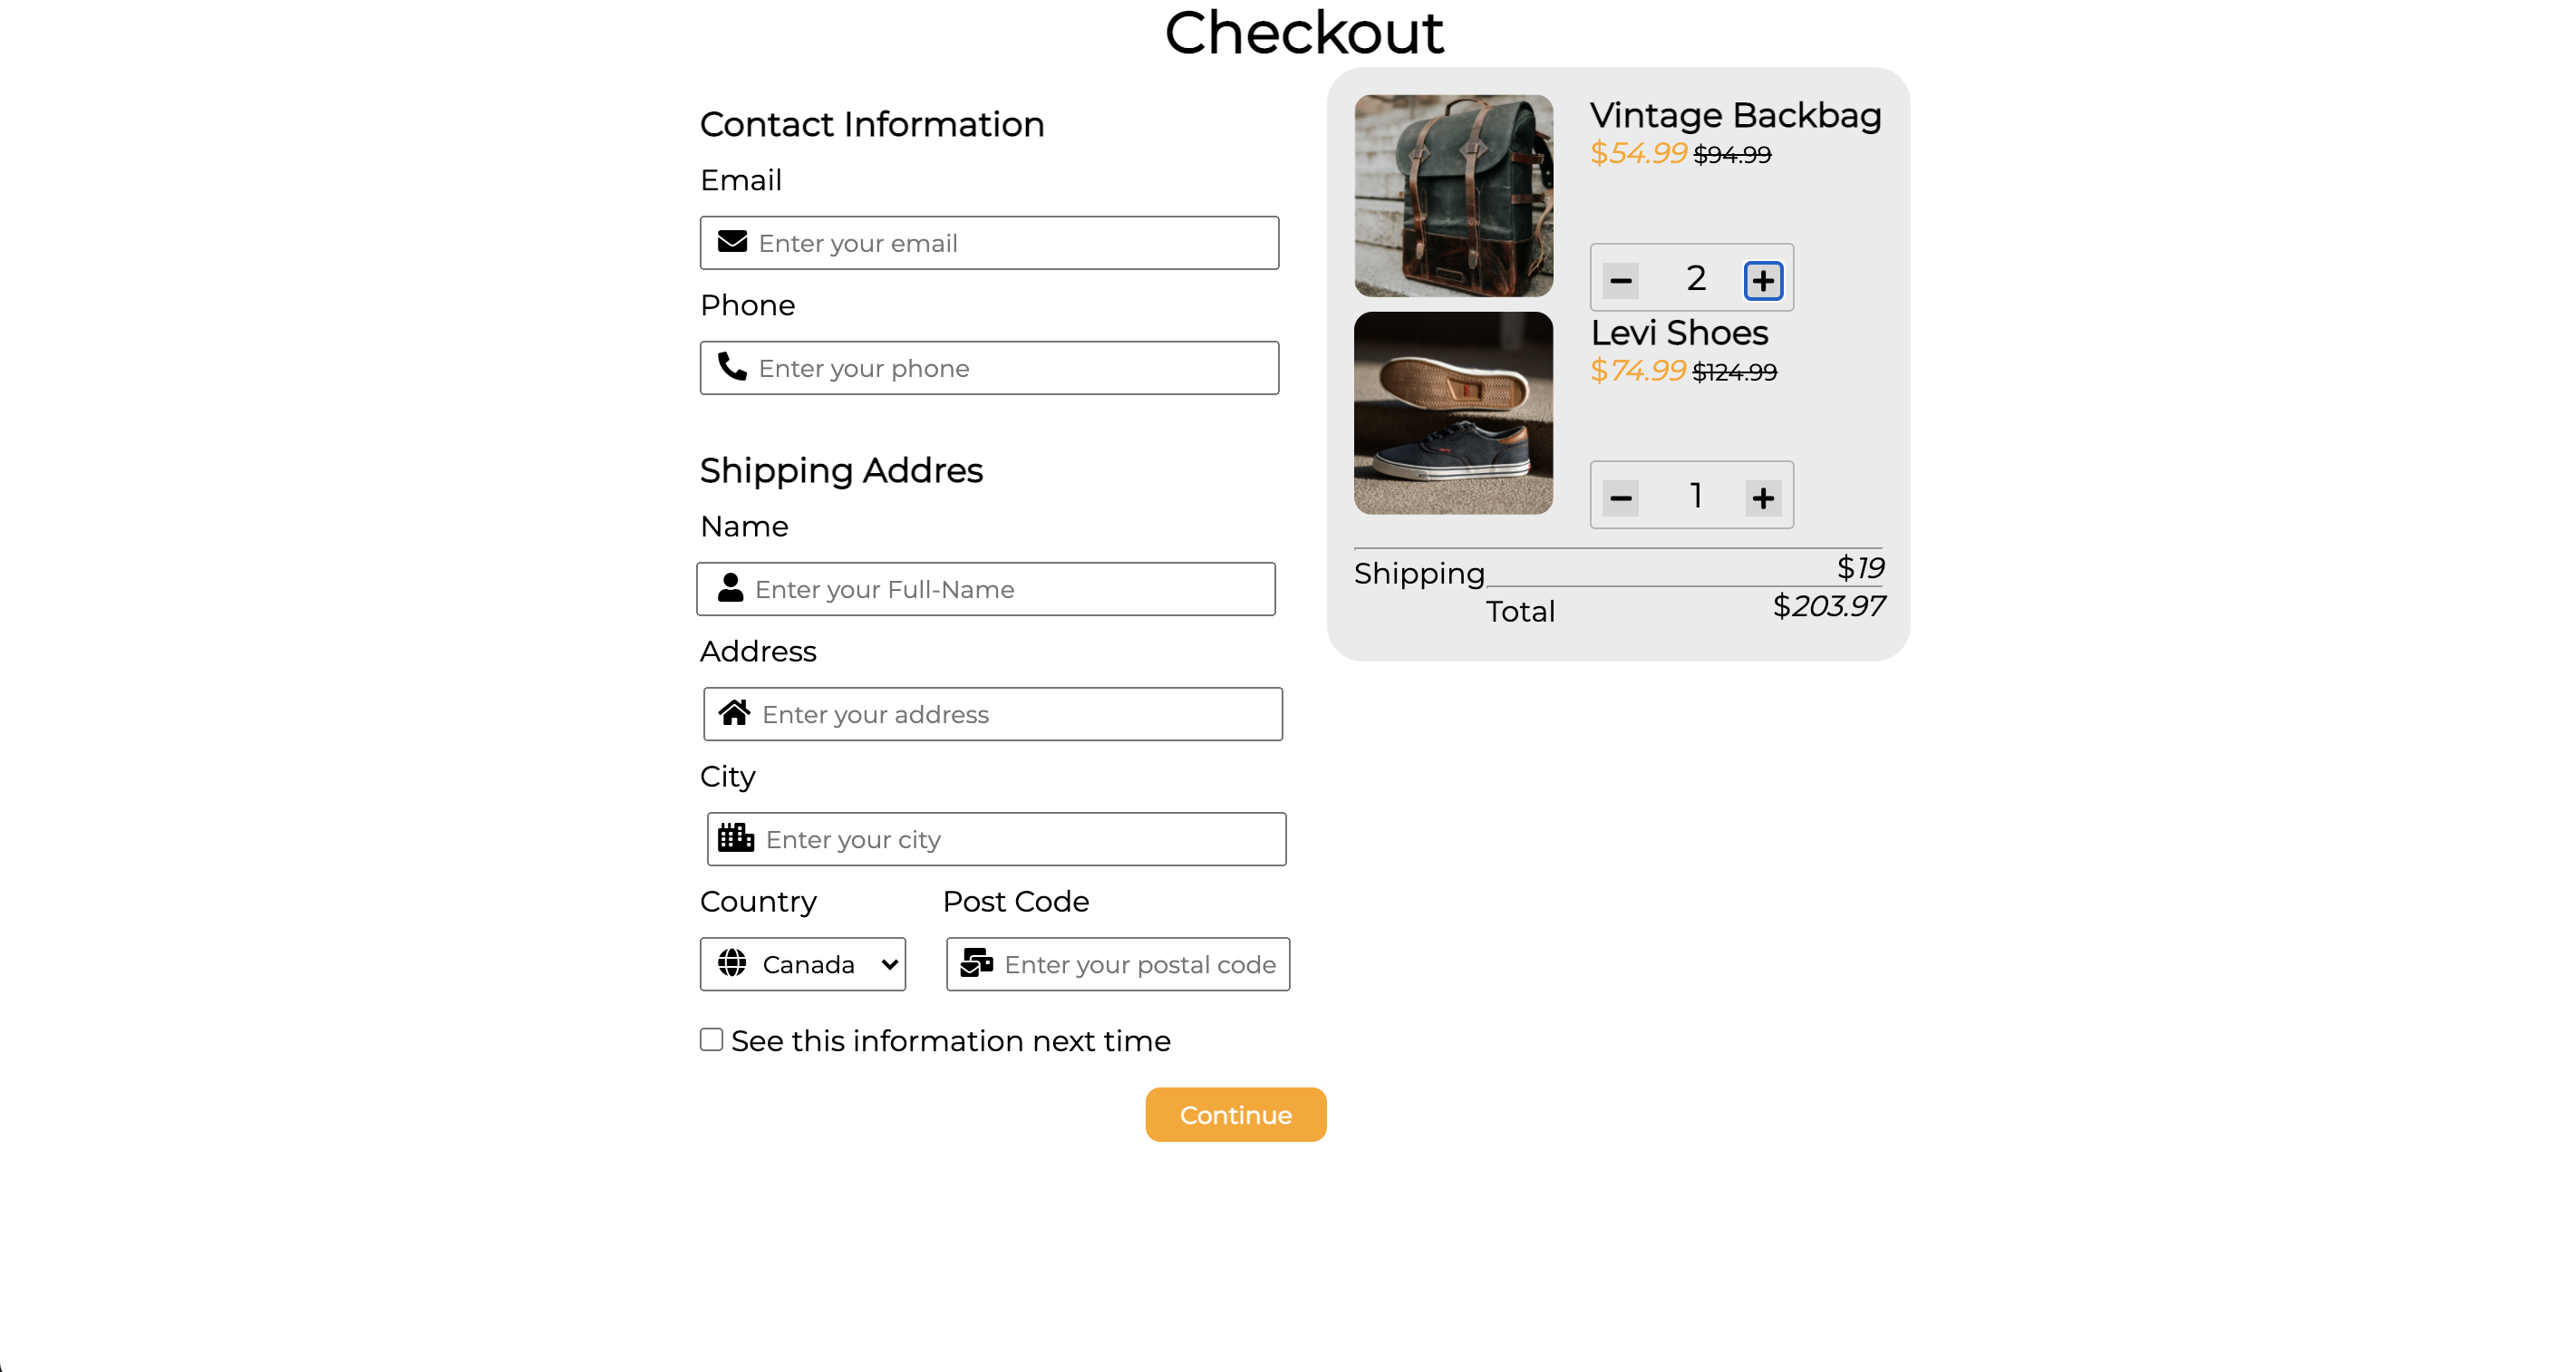 Checkout
Contact Information
Email
Enter your email
Phone
Enter your phone
Shipping Addres
Name
Enter your Full-Name
Address
Enter your address
City
Enter your city
Country
Post Code
Canada
Enter your postal code
See this information next time
Continue
Vintage Backbag
$54.99 $94.99
2
Levi Shoes
$74.99 $124.99
1
Shipping $19
Total $203.97